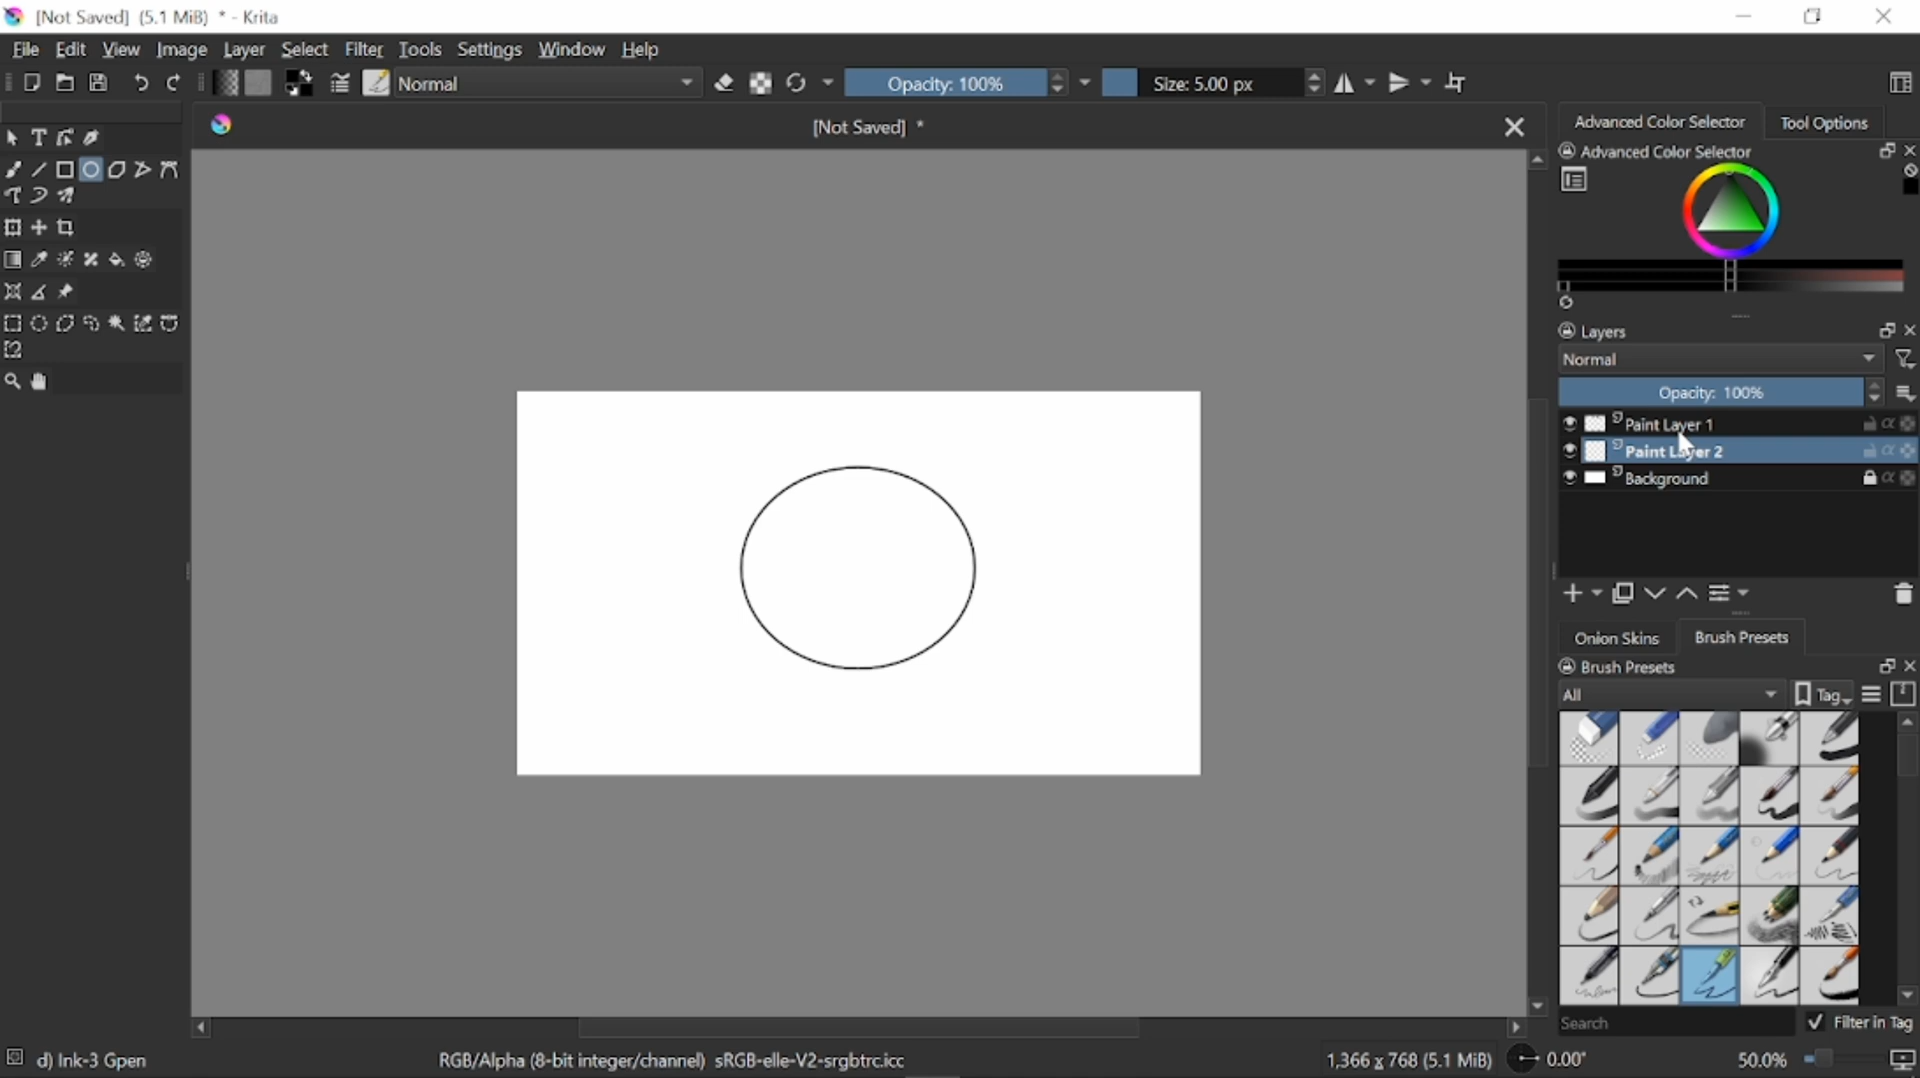 [Not Saved] (5.1 MiB) * - Krita
File Edit View Image Layer Select Filter Tools Settings Window Help
Normal Opacity: 100% Size: 5.00 px
[Not Saved] *
Advanced Color Selector Tool Options
Advanced Color Selector
Layers
Normal
Opacity: 100%
Paint Layer 1
Paint Layer 2
Background
Onion Skins Brush Presets
Brush Presets
All Tag
Search Filter in Tag
d) Ink-3 Gpen RGB/Alpha (8-bit integer/channel) sRGB-elle-V2-srgbtrc.icc 1,366 x 768 (5.1 MiB) 0.00° 50.0%